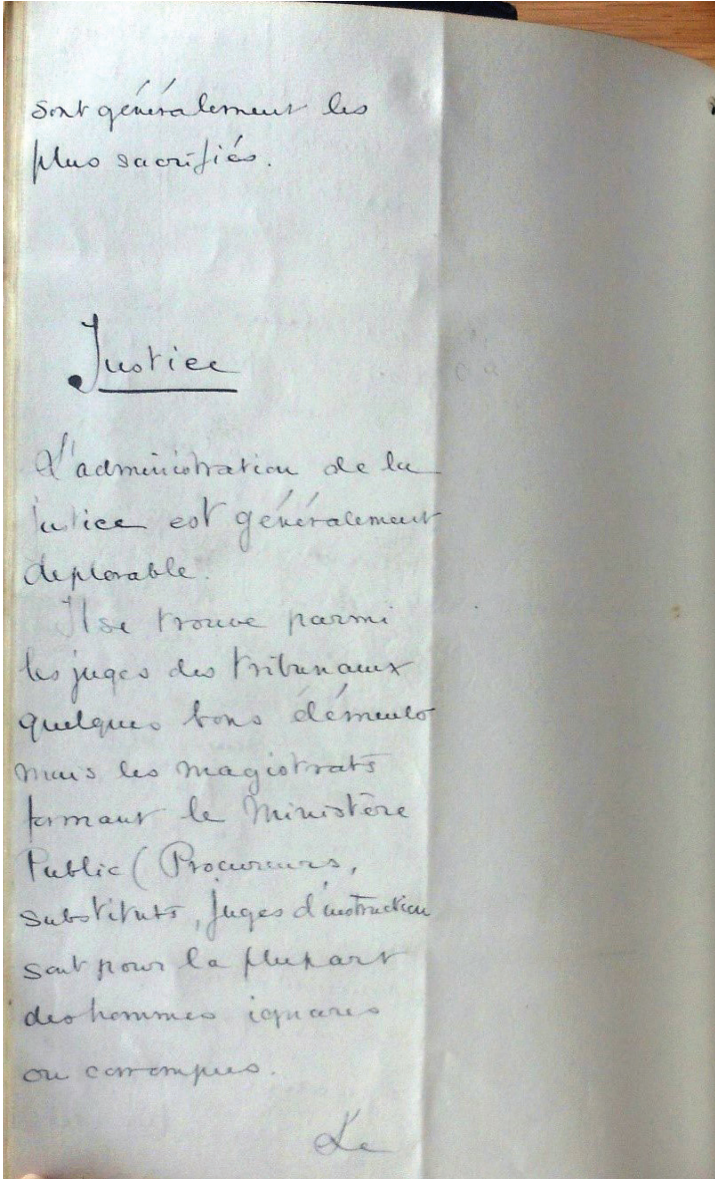 sont généralement les
plus sacrifiés.
Justice
L'administration de la
justice est généralement
deplorable.
Il se trouve parmi
les juges des tribunaux
quelques bons éléments
mais les magistrats
formant le Ministère
Public (Procureurs,
substituts, juges d'instruction
sont pour la plupart
des hommes ignares
ou corrompus.
Le